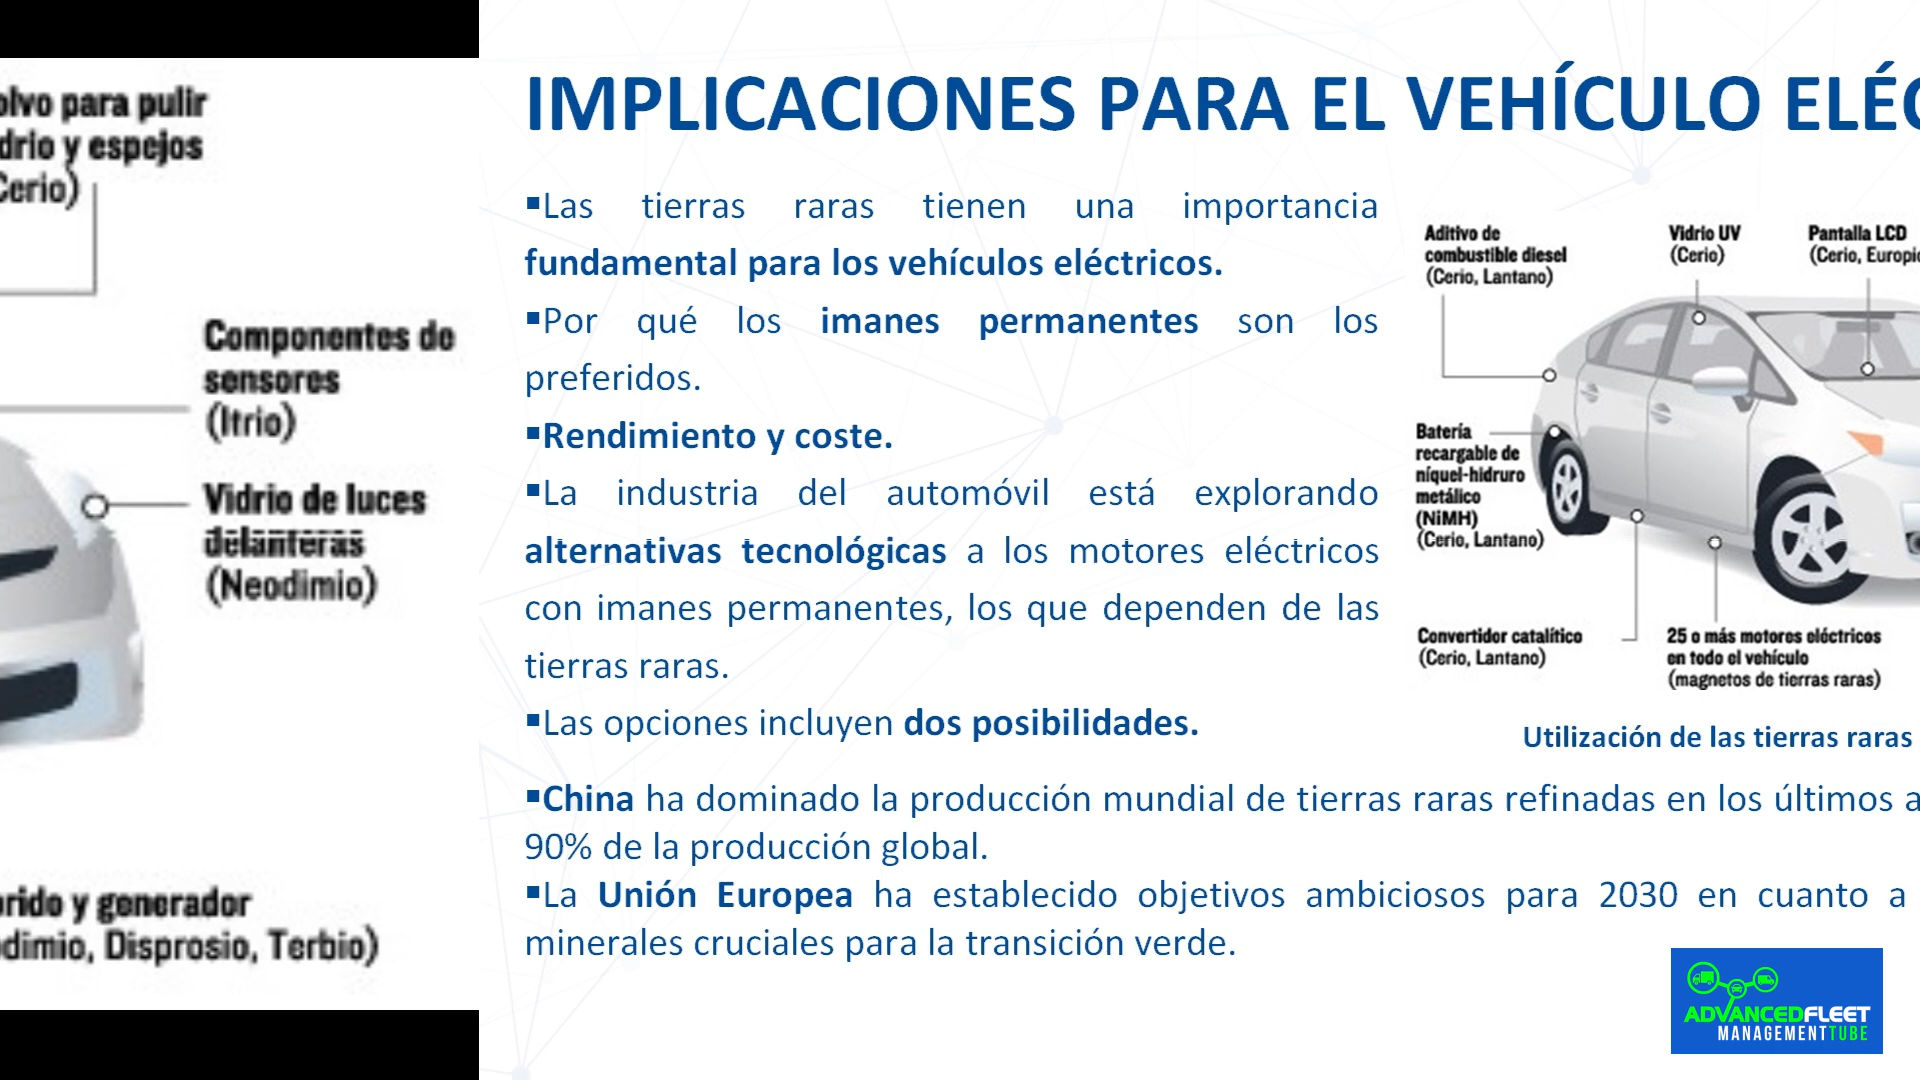 olvo para pulir
drio y espejos
Cerio)
Componentes de
sensores
(Itrio)
Vidrio de luces
delanteras
(Neodimio)
orido y generador
odimio, Disprosio, Terbio)
IMPLICACIONES PARA EL VEHÍCULO ELÉC
▪Las tierras raras tienen una importancia
fundamental para los vehículos eléctricos.
▪Por qué los imanes permanentes son los
preferidos.
▪Rendimiento y coste.
▪La industria del automóvil está explorando
alternativas tecnológicas a los motores eléctricos
con imanes permanentes, los que dependen de las
tierras raras.
▪Las opciones incluyen dos posibilidades.
Aditivo de
combustible diesel
(Cerio, Lantano)
Vidrio UV
(Cerio)
Pantalla LCD
(Cerio, Europio
Batería
recargable de
níquel-hidruro
metálico
(NiMH)
(Cerio, Lantano)
Convertidor catalítico
(Cerio, Lantano)
25 o más motores eléctricos
en todo el vehículo
(magnetos de tierras raras)
Utilización de las tierras raras
▪China ha dominado la producción mundial de tierras raras refinadas en los últimos a
90% de la producción global.
▪La Unión Europea ha establecido objetivos ambiciosos para 2030 en cuanto a
minerales cruciales para la transición verde.
ADVANCEDFLEET
MANAGEMENTTUBE